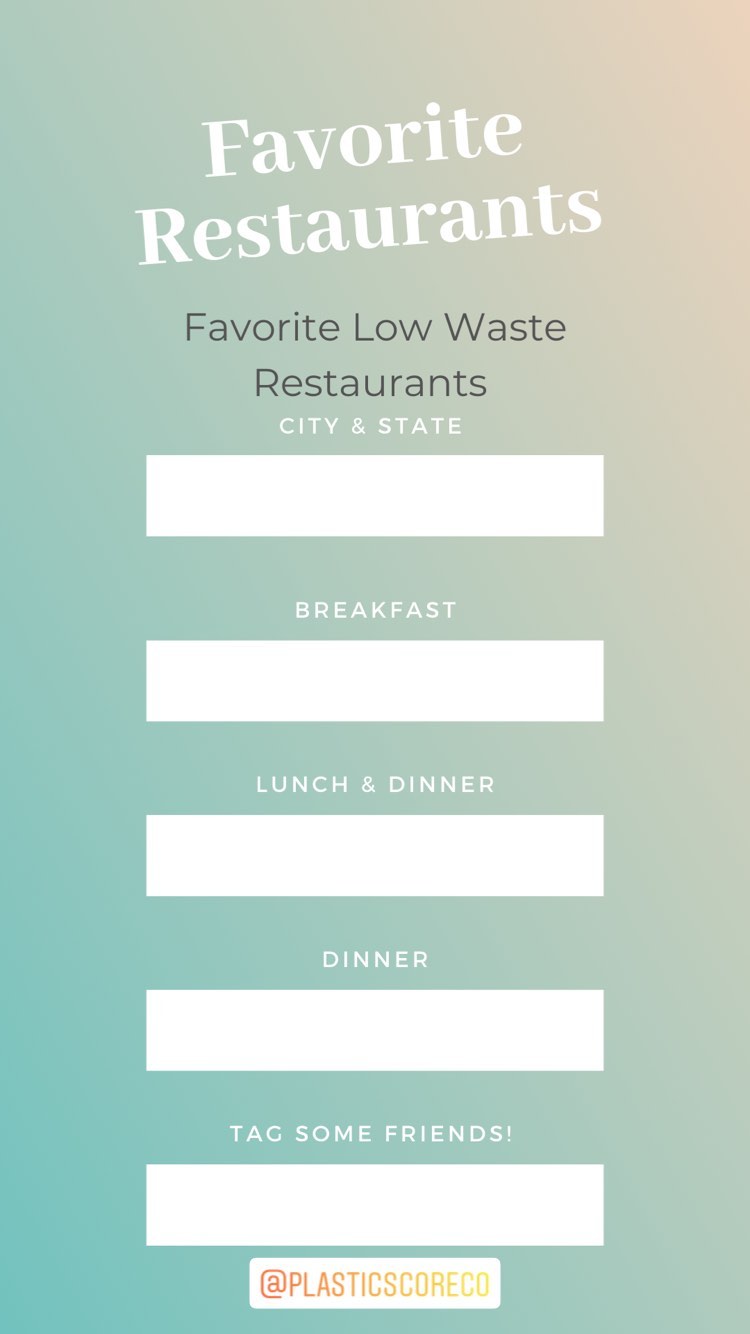 Favorite
Restaurants
Favorite Low Waste
Restaurants
CITY & STATE
BREAKFAST
LUNCH & DINNER
DINNER
TAG SOME FRIENDS!
@PLASTICSCORECO